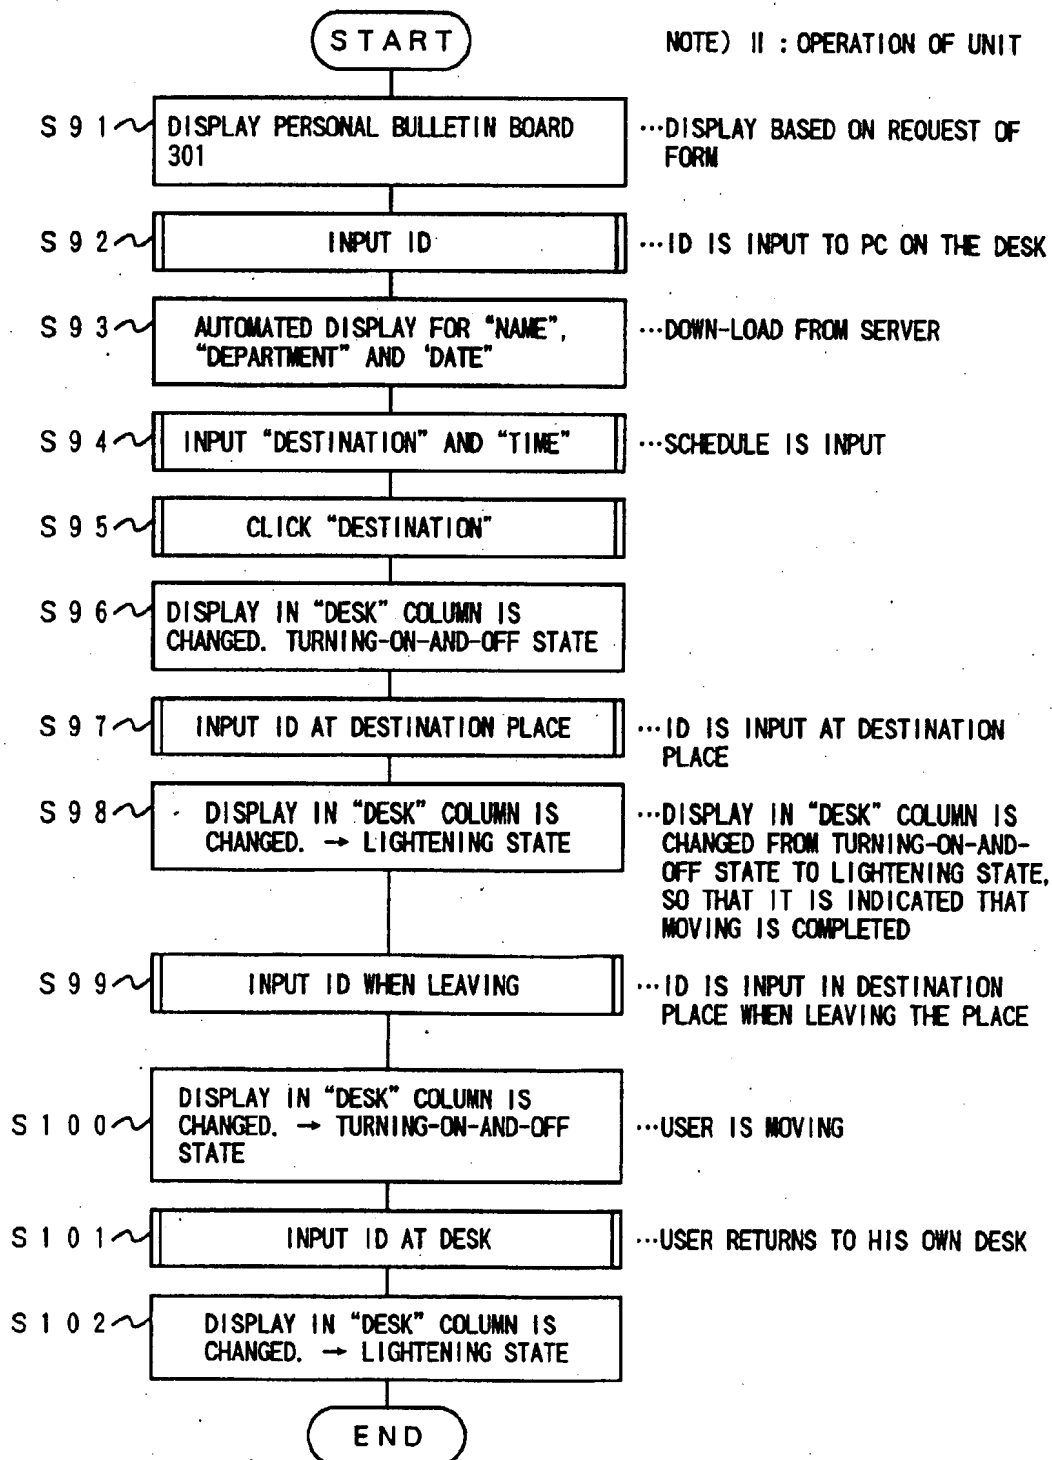 START
NOTE) II : OPERATION OF UNIT
S91 DISPLAY PERSONAL BULLETIN BOARD
301
···DISPLAY BASED ON REQUEST OF
FORM
S92 INPUT ID
···ID IS INPUT TO PC ON THE DESK
S93 AUTOMATED DISPLAY FOR “NAME”,
“DEPARTMENT” AND ‘DATE”
···DOWN-LOAD FROM SERVER
S94 INPUT “DESTINATION” AND “TIME”
···SCHEDULE IS INPUT
S95 CLICK “DESTINATION”
S96 DISPLAY IN “DESK” COLUMN IS
CHANGED. TURNING-ON-AND-OFF STATE
S97 INPUT ID AT DESTINATION PLACE
···ID IS INPUT AT DESTINATION
PLACE
S98 DISPLAY IN “DESK” COLUMN IS
CHANGED. → LIGHTENING STATE
···DISPLAY IN “DESK” COLUMN IS
CHANGED FROM TURNING-ON-AND-
OFF STATE TO LIGHTENING STATE,
SO THAT IT IS INDICATED THAT
MOVING IS COMPLETED
S99 INPUT ID WHEN LEAVING
···ID IS INPUT IN DESTINATION
PLACE WHEN LEAVING THE PLACE
S100 DISPLAY IN “DESK” COLUMN IS
CHANGED. → TURNING-ON-AND-OFF
STATE
···USER IS MOVING
S101 INPUT ID AT DESK
···USER RETURNS TO HIS OWN DESK
S102 DISPLAY IN “DESK” COLUMN IS
CHANGED. → LIGHTENING STATE
END